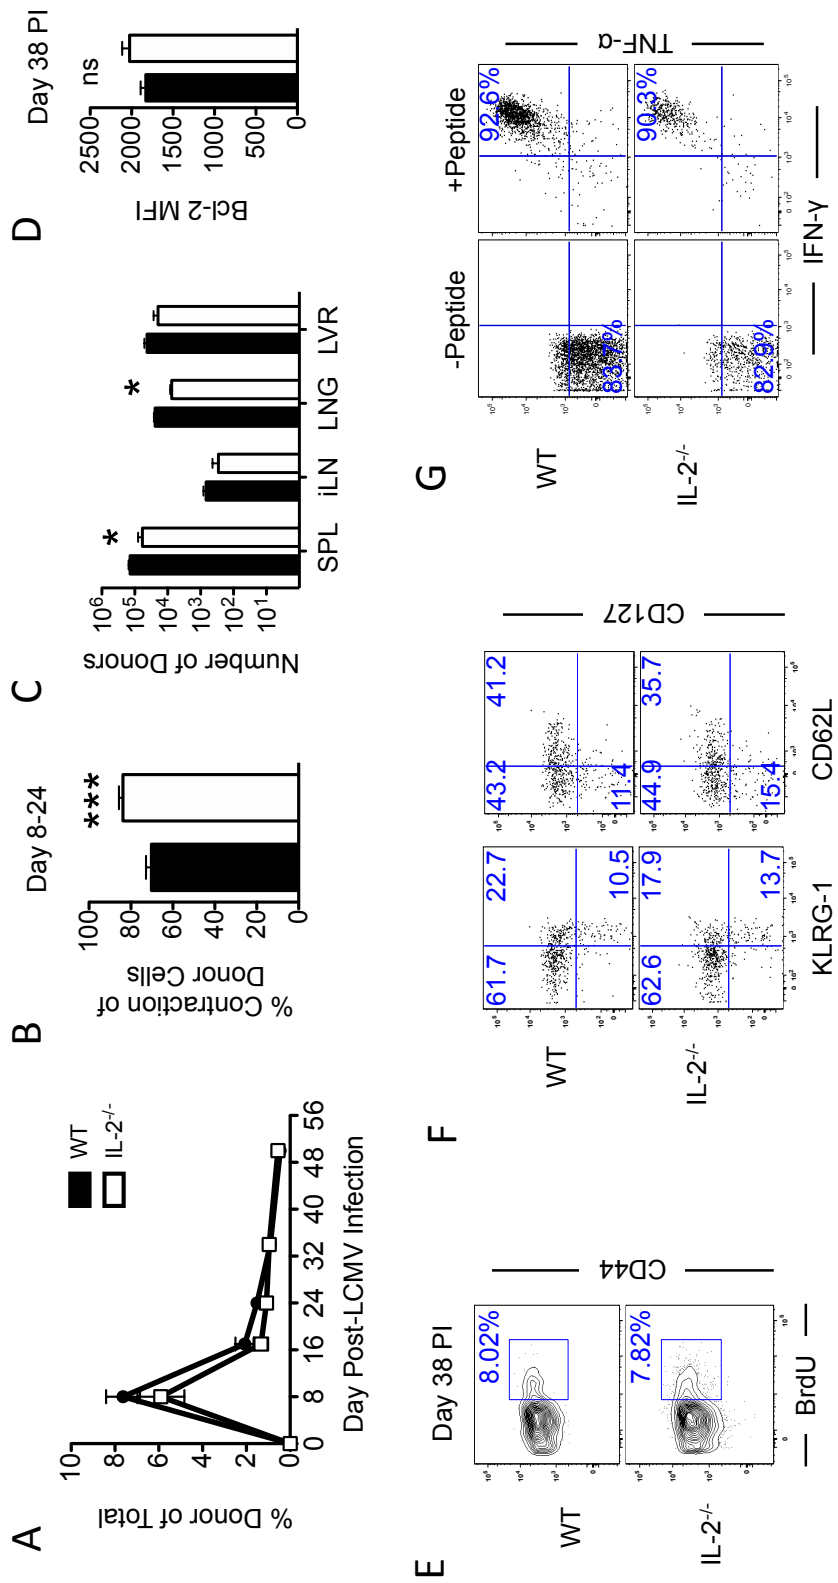 A
% Donor of Total
10
8
6
4
2
0
0 8 16 24 32 40 48 56
Day Post-LCMV Infection
WT
IL-2-/-
B
Day 8-24
% Contraction of
Donor Cells
100
80
60
40
20
0
***
C
Number of Donors
10^6
10^5
10^4
10^3
10^2
10^1
* *
SPL iLN LNG LVR
D
Day 38 PI
Bcl-2 MFI
2500
2000
1500
1000
500
0
ns
E
Day 38 PI
WT
8.02%
IL-2-/-
7.82%
CD44
BrdU
F
WT
61.7 22.7
10.5
43.2 41.2
11.4
IL-2-/-
62.6 17.9
13.7
44.9 35.7
15.4
CD127
KLRG-1
CD62L
G
-Peptide +Peptide
WT
83.7%
92.6%
IL-2-/-
82.9%
90.3%
TNF-α
IFN-γ